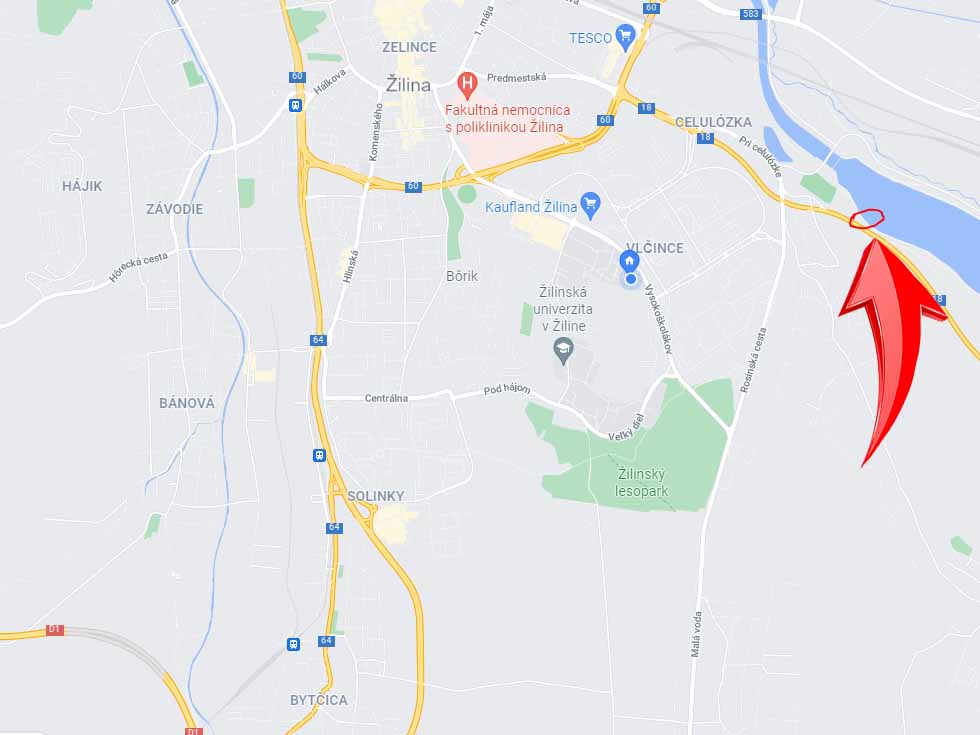 60
583
1. mája
TESCO
ZELINCE
60
Hálkova
Žilina
Predmestská
Fakultná nemocnica
s poliklinikou Žilina
60
18
CELULÓZKA
18
Pri celulózke
Komenského
HÁJIK
60
ZÁVODIE
Kaufland Žilina
VLČINCE
Hôrecká cesta
Hlinská
Bôrik
Žilinská
univerzita
v Žiline
Vysokoškolákov
18
64
Rosinská cesta
BÁNOVÁ
Centrálna
Pod hájom
Veľký diel
Žilinský
lesopark
SOLINKY
64
D1
64
Malá voda
BYTČICA
D1